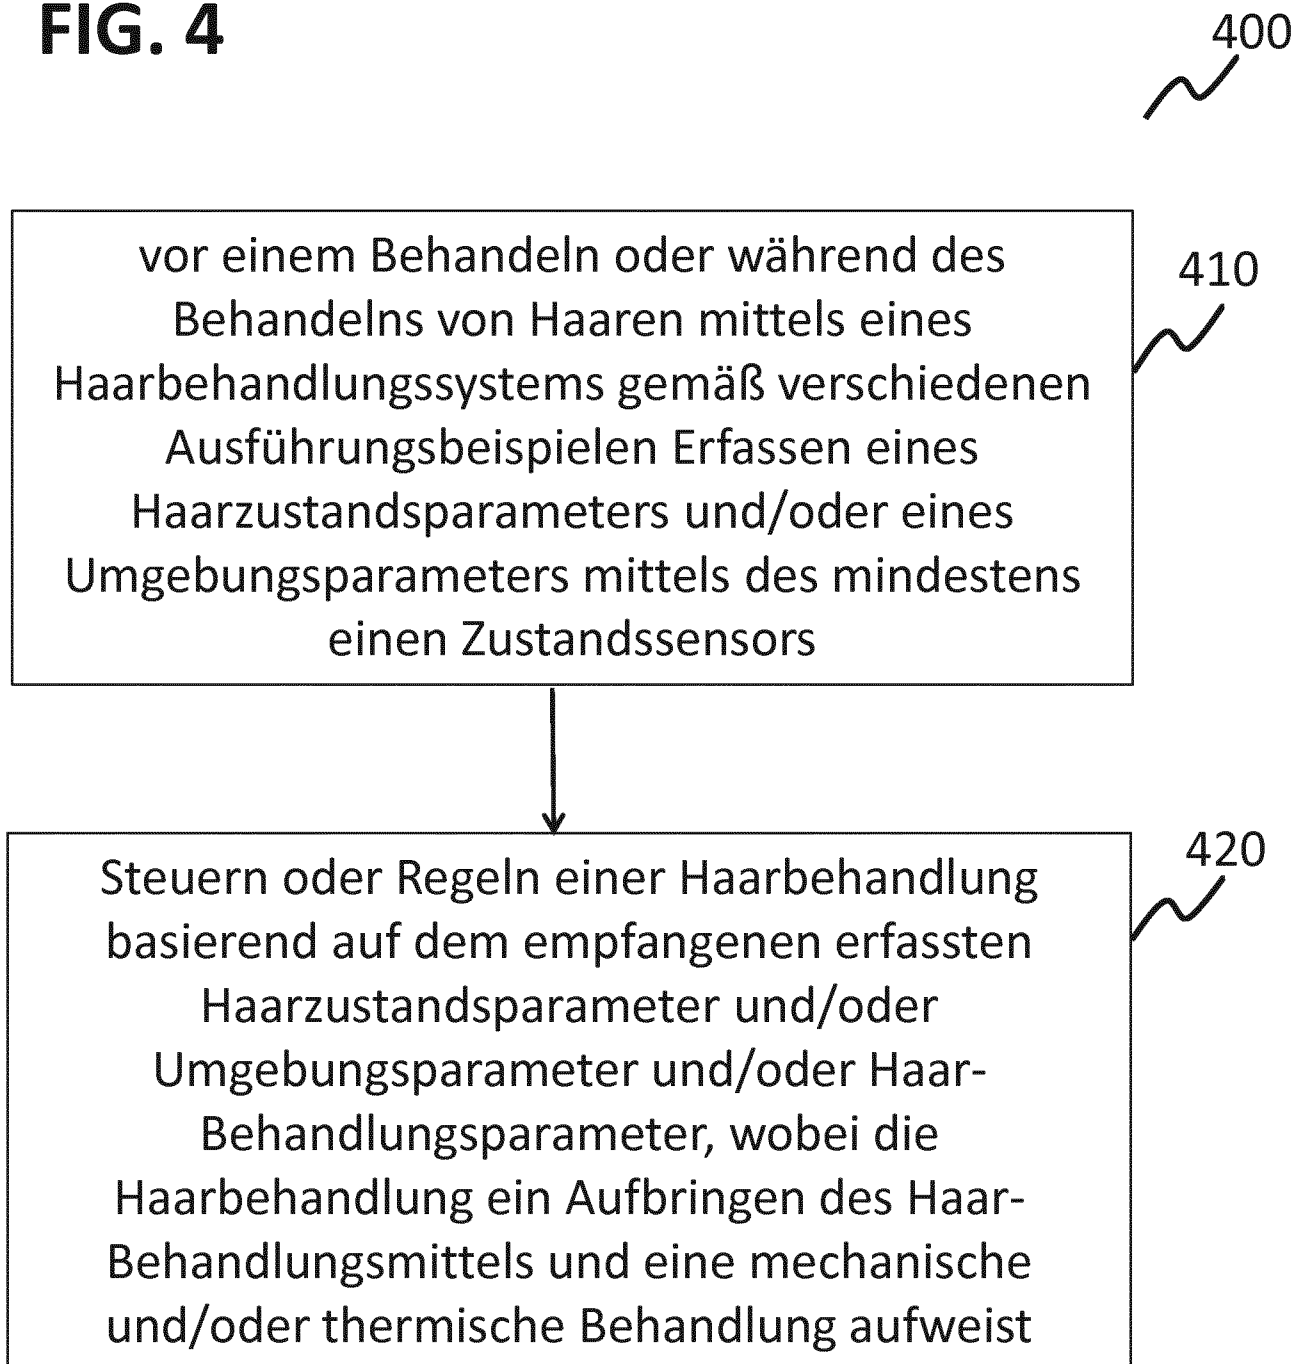 FIG. 4
400
vor einem Behandeln oder während des
Behandelns von Haaren mittels eines
Haarbehandlungssystems gemäß verschiedenen
Ausführungsbeispielen Erfassen eines
Haarzustandsparameters und/oder eines
Umgebungsparameters mittels des mindestens
einen Zustandssensors
410
Steuern oder Regeln einer Haarbehandlung
basierend auf dem empfangenen erfassten
Haarzustandsparameter und/oder
Umgebungsparameter und/oder Haar-
Behandlungsparameter, wobei die
Haarbehandlung ein Aufbringen des Haar-
Behandlungsmittels und eine mechanische
und/oder thermische Behandlung aufweist
420